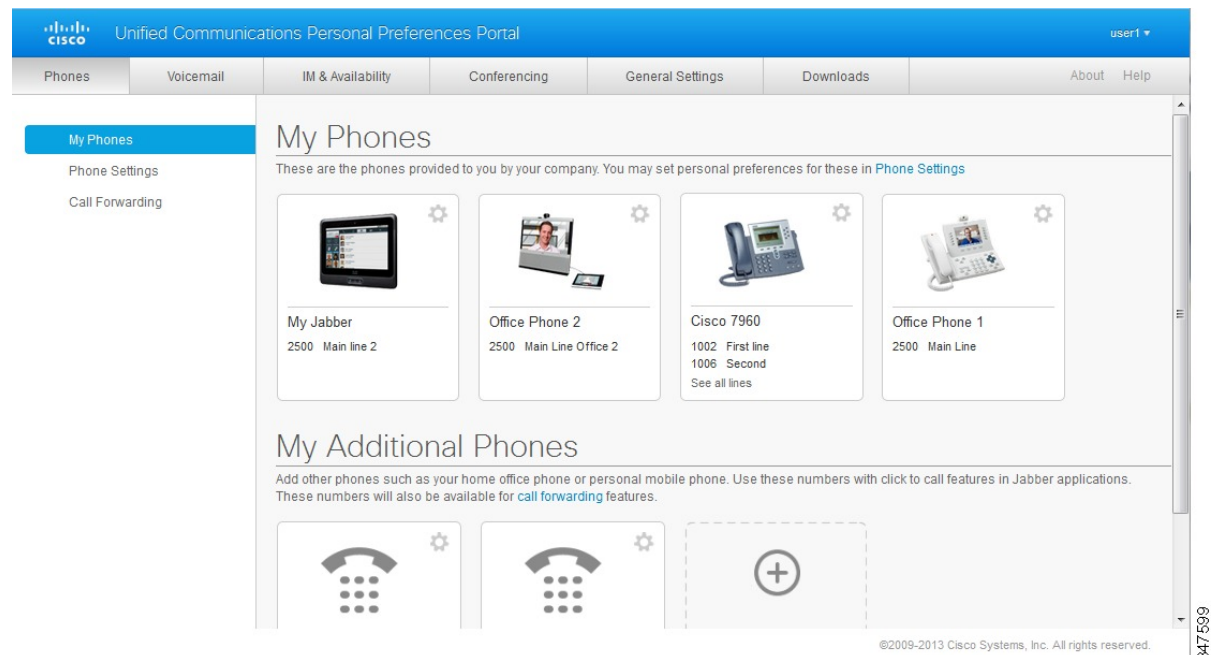 CISCO Unified Communications Personal Preferences Portal user1
Phones Voicemail IM & Availability Conferencing General Settings Downloads About Help
My Phones
Phone Settings
Call Forwarding
My Phones
These are the phones provided to you by your company. You may set personal preferences for these in Phone Settings
My Jabber
2500 Main line 2
Office Phone 2
2500 Main Line Office 2
Cisco 7960
1002 First line
1006 Second
See all lines
Office Phone 1
2500 Main Line
My Additional Phones
Add other phones such as your home office phone or personal mobile phone. Use these numbers with click to call features in Jabber applications.
These numbers will also be available for call forwarding features.
©2009-2013 Cisco Systems, Inc. All rights reserved.
347599